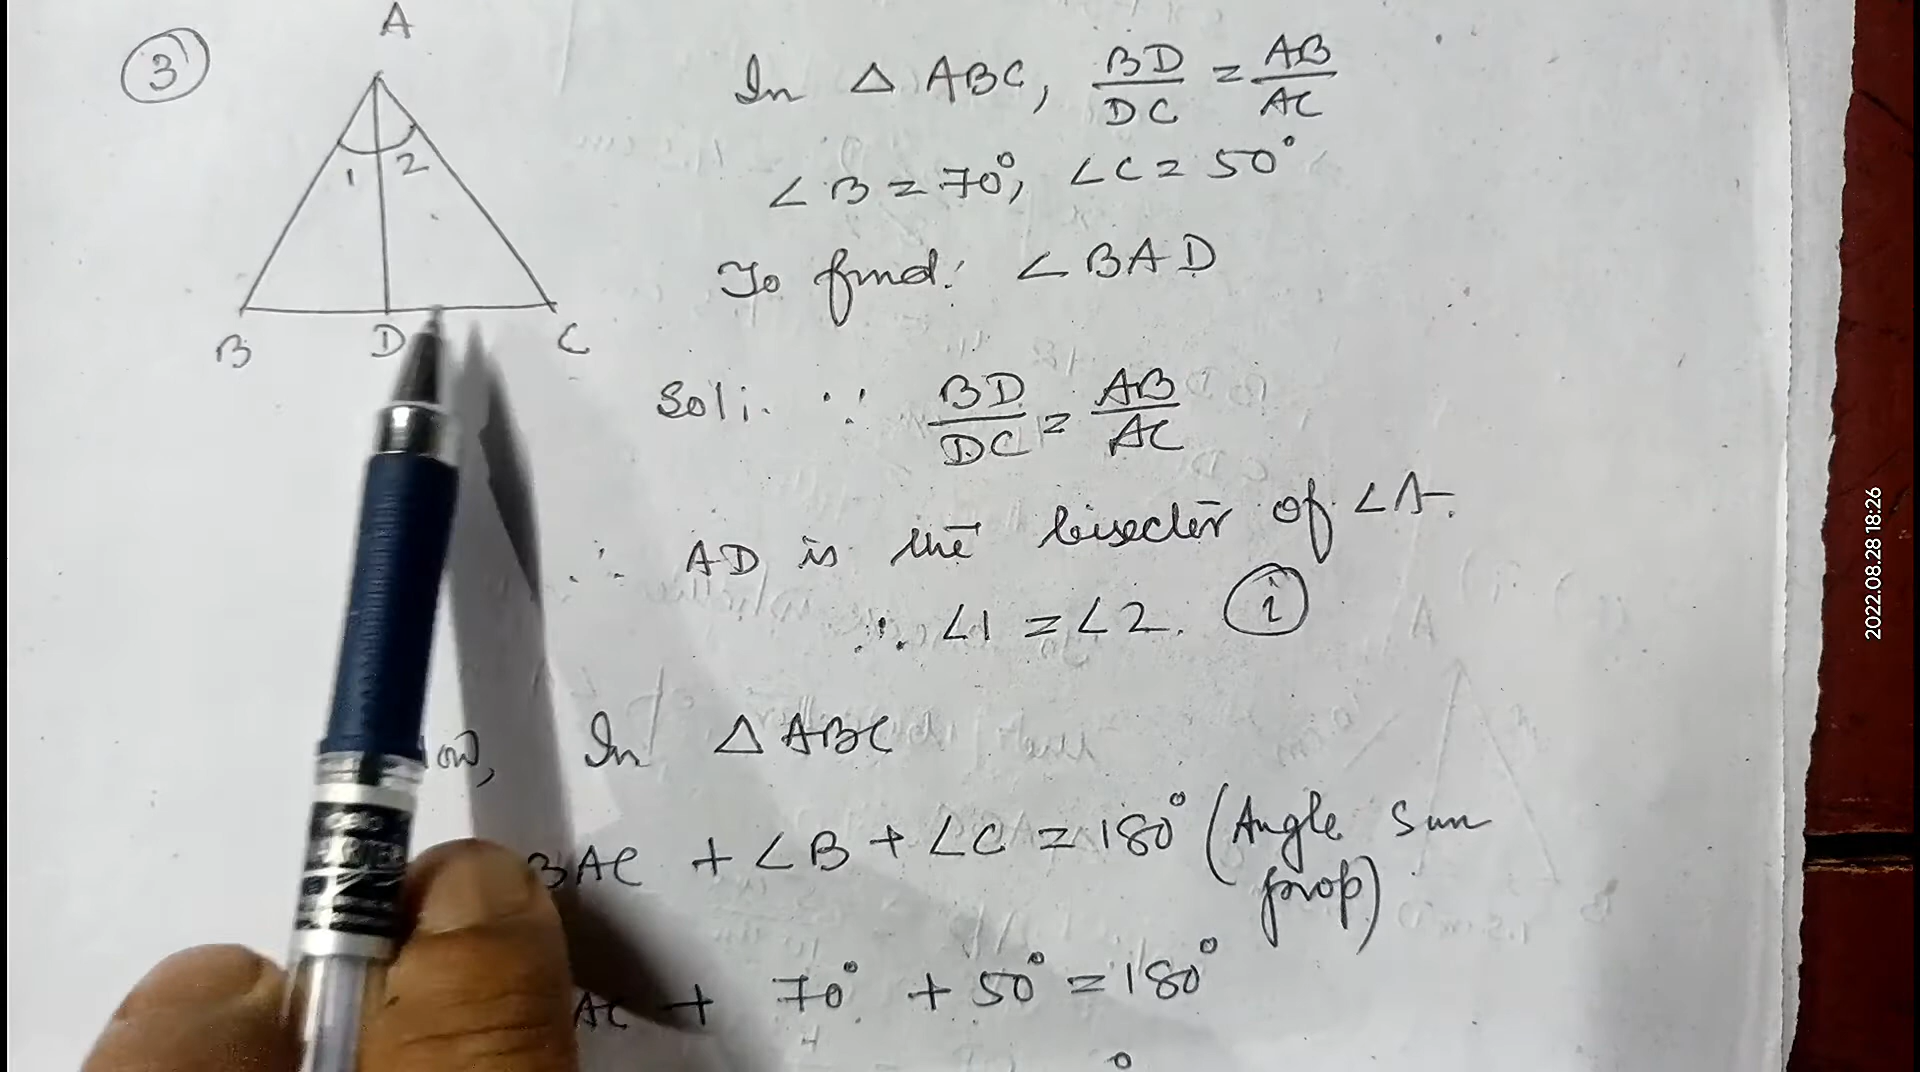 3
A
1 2
B D C
In △ ABC, BD/DC = AB/AC
∠B = 70°, ∠C = 50°
To find: ∠BAD
Sol: ∵ BD/DC = AB/AC
∴ AD is the bisector of ∠A.
∴ ∠1 = ∠2. (i)
In △ABC
BAC + ∠B + ∠C = 180° (Angle sum
prop)
AC + 70° + 50° = 180°
2022.08.28 18:26